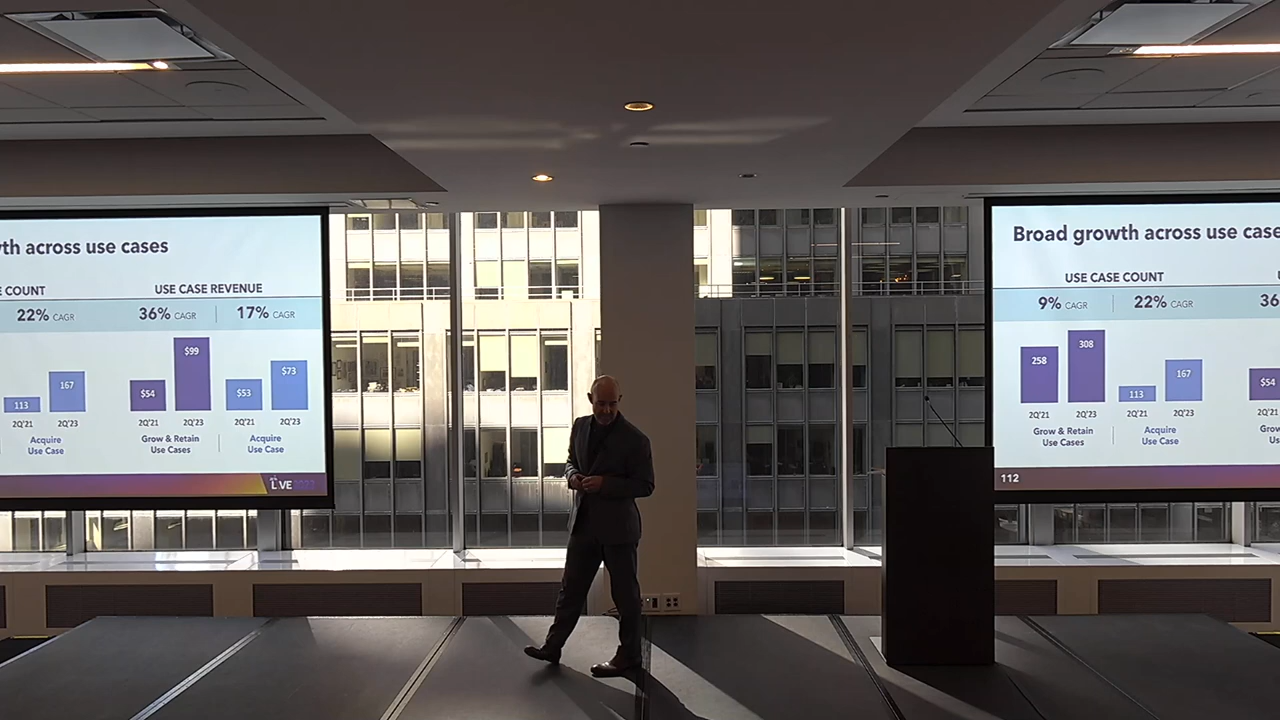 th across use cases
COUNT
USE CASE REVENUE
22% CAGR
36% CAGR
17% CAGR
113
167
$54
$99
$53
$73
2Q'21
2Q'23
2Q'21
2Q'23
2Q'21
2Q'23
Acquire
Use Case
Grow & Retain
Use Cases
Acquire
Use Case
LIVE2023
Broad growth across use case
USE CASE COUNT
9% CAGR
22% CAGR
36
258
308
113
167
$54
2Q'21
2Q'23
2Q'21
2Q'23
2Q'21
Grow & Retain
Use Cases
Acquire
Use Case
Grow
Us
112